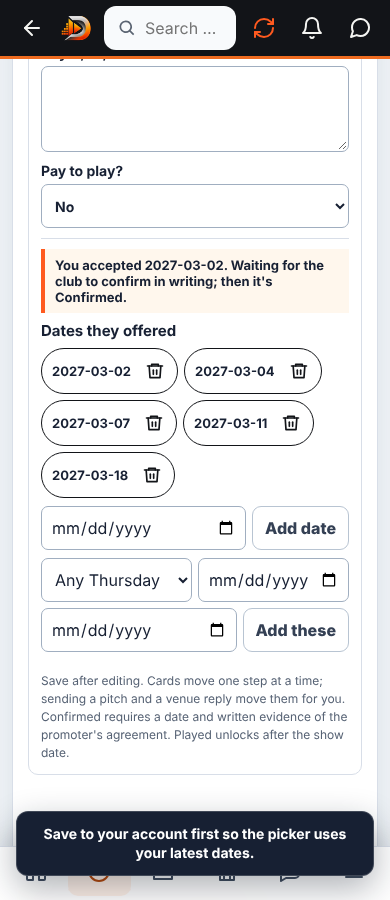 Search ...
Pay to play?
No
You accepted 2027-03-02. Waiting for the
club to confirm in writing; then it's
Confirmed.
Dates they offered
2027-03-02
2027-03-04
2027-03-07
2027-03-11
2027-03-18
mm/dd/yyyy
Add date
Any Thursday
mm/dd/yyyy
mm/dd/yyyy
Add these
Save after editing. Cards move one step at a time;
sending a pitch and a venue reply move them for you.
Confirmed requires a date and written evidence of the
promoter's agreement. Played unlocks after the show
date.
Save to your account first so the picker uses
your latest dates.